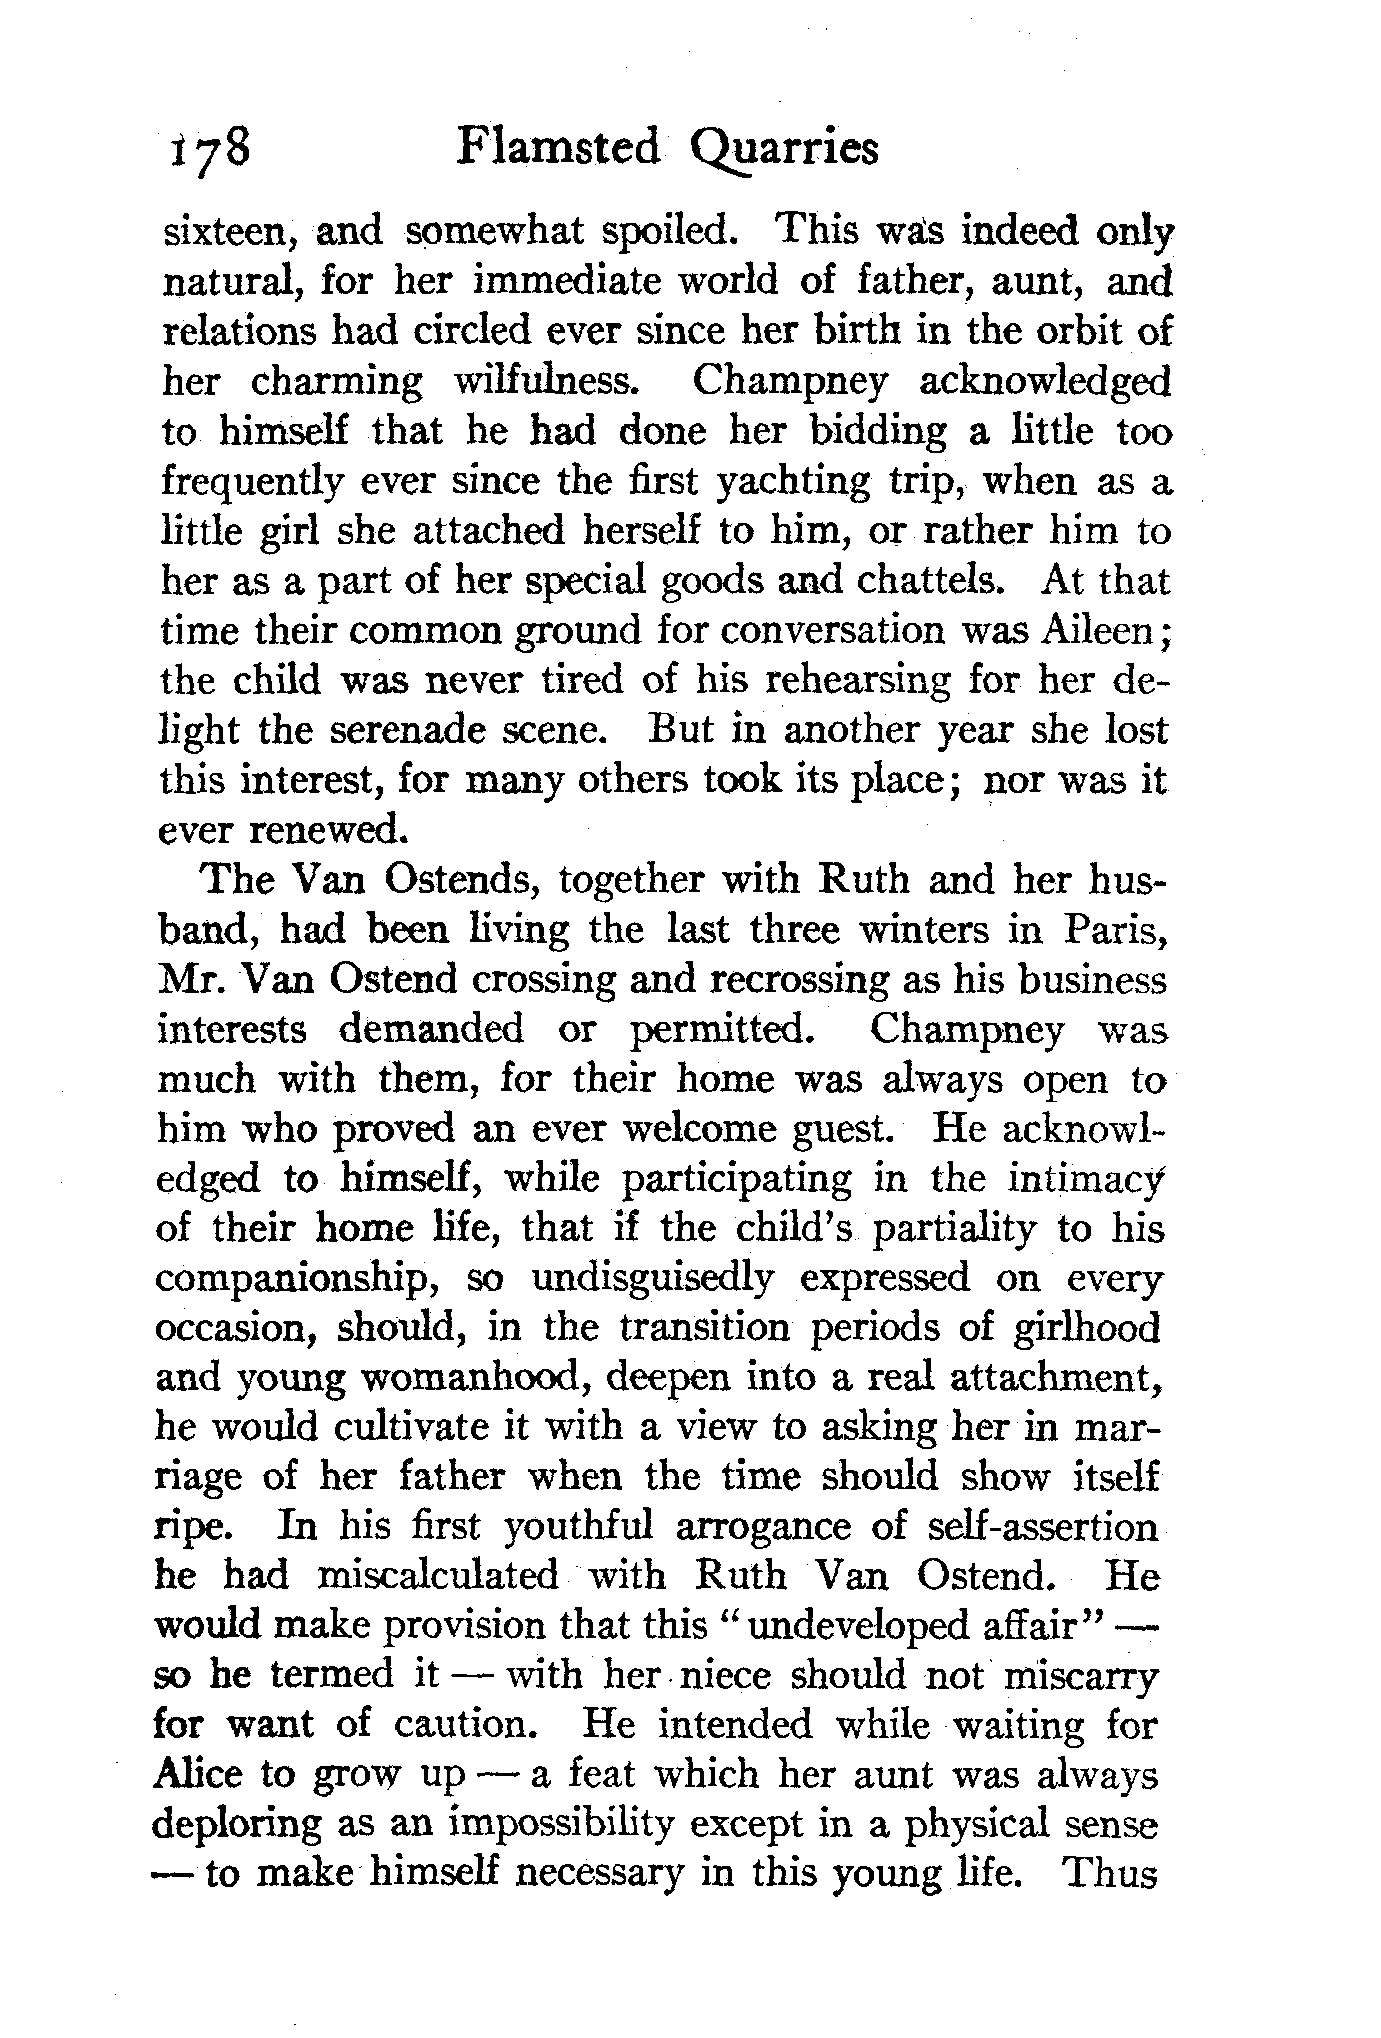 178 Flamsted Quarries
sixteen, and somewhat spoiled. This was indeed only
natural, for her immediate world of father, aunt, and
relations had circled ever since her birth in the orbit of
her charming wilfulness. Champney acknowledged
to himself that he had done her bidding a little too
frequently ever since the first yachting trip, when as a
little girl she attached herself to him, or rather him to
her as a part of her special goods and chattels. At that
time their common ground for conversation was Aileen;
the child was never tired of his rehearsing for her de-
light the serenade scene. But in another year she lost
this interest, for many others took its place; nor was it
ever renewed.
The Van Ostends, together with Ruth and her hus-
band, had been living the last three winters in Paris,
Mr. Van Ostend crossing and recrossing as his business
interests demanded or permitted. Champney was
much with them, for their home was always open to
him who proved an ever welcome guest. He acknowl-
edged to himself, while participating in the intimacy
of their home life, that if the child's partiality to his
companionship, so undisguisedly expressed on every
occasion, should, in the transition periods of girlhood
and young womanhood, deepen into a real attachment,
he would cultivate it with a view to asking her in mar-
riage of her father when the time should show itself
ripe. In his first youthful arrogance of self-assertion
he had miscalculated with Ruth Van Ostend. He
would make provision that this "undeveloped affair" —
so he termed it — with her niece should not miscarry
for want of caution. He intended while waiting for
Alice to grow up — a feat which her aunt was always
deploring as an impossibility except in a physical sense
— to make himself necessary in this young life. Thus